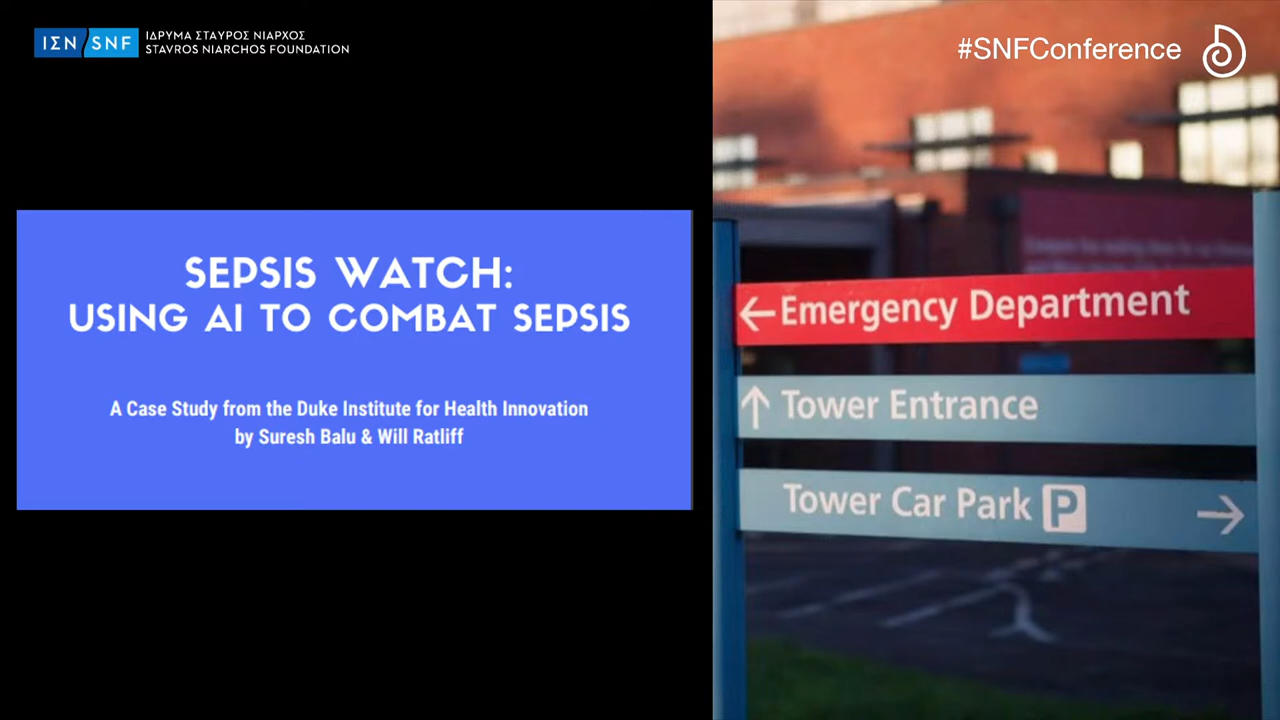 ΙΣΝ/SNF
ΙΔΡΥΜΑ ΣΤΑΥΡΟΣ ΝΙΑΡΧΟΣ
STAVROS NIARCHOS FOUNDATION
#SNFConference
SEPSIS WATCH:
USING AI TO COMBAT SEPSIS
A Case Study from the Duke Institute for Health Innovation
by Suresh Balu & Will Ratliff
←Emergency Department
↑ Tower Entrance
Tower Car Park P →